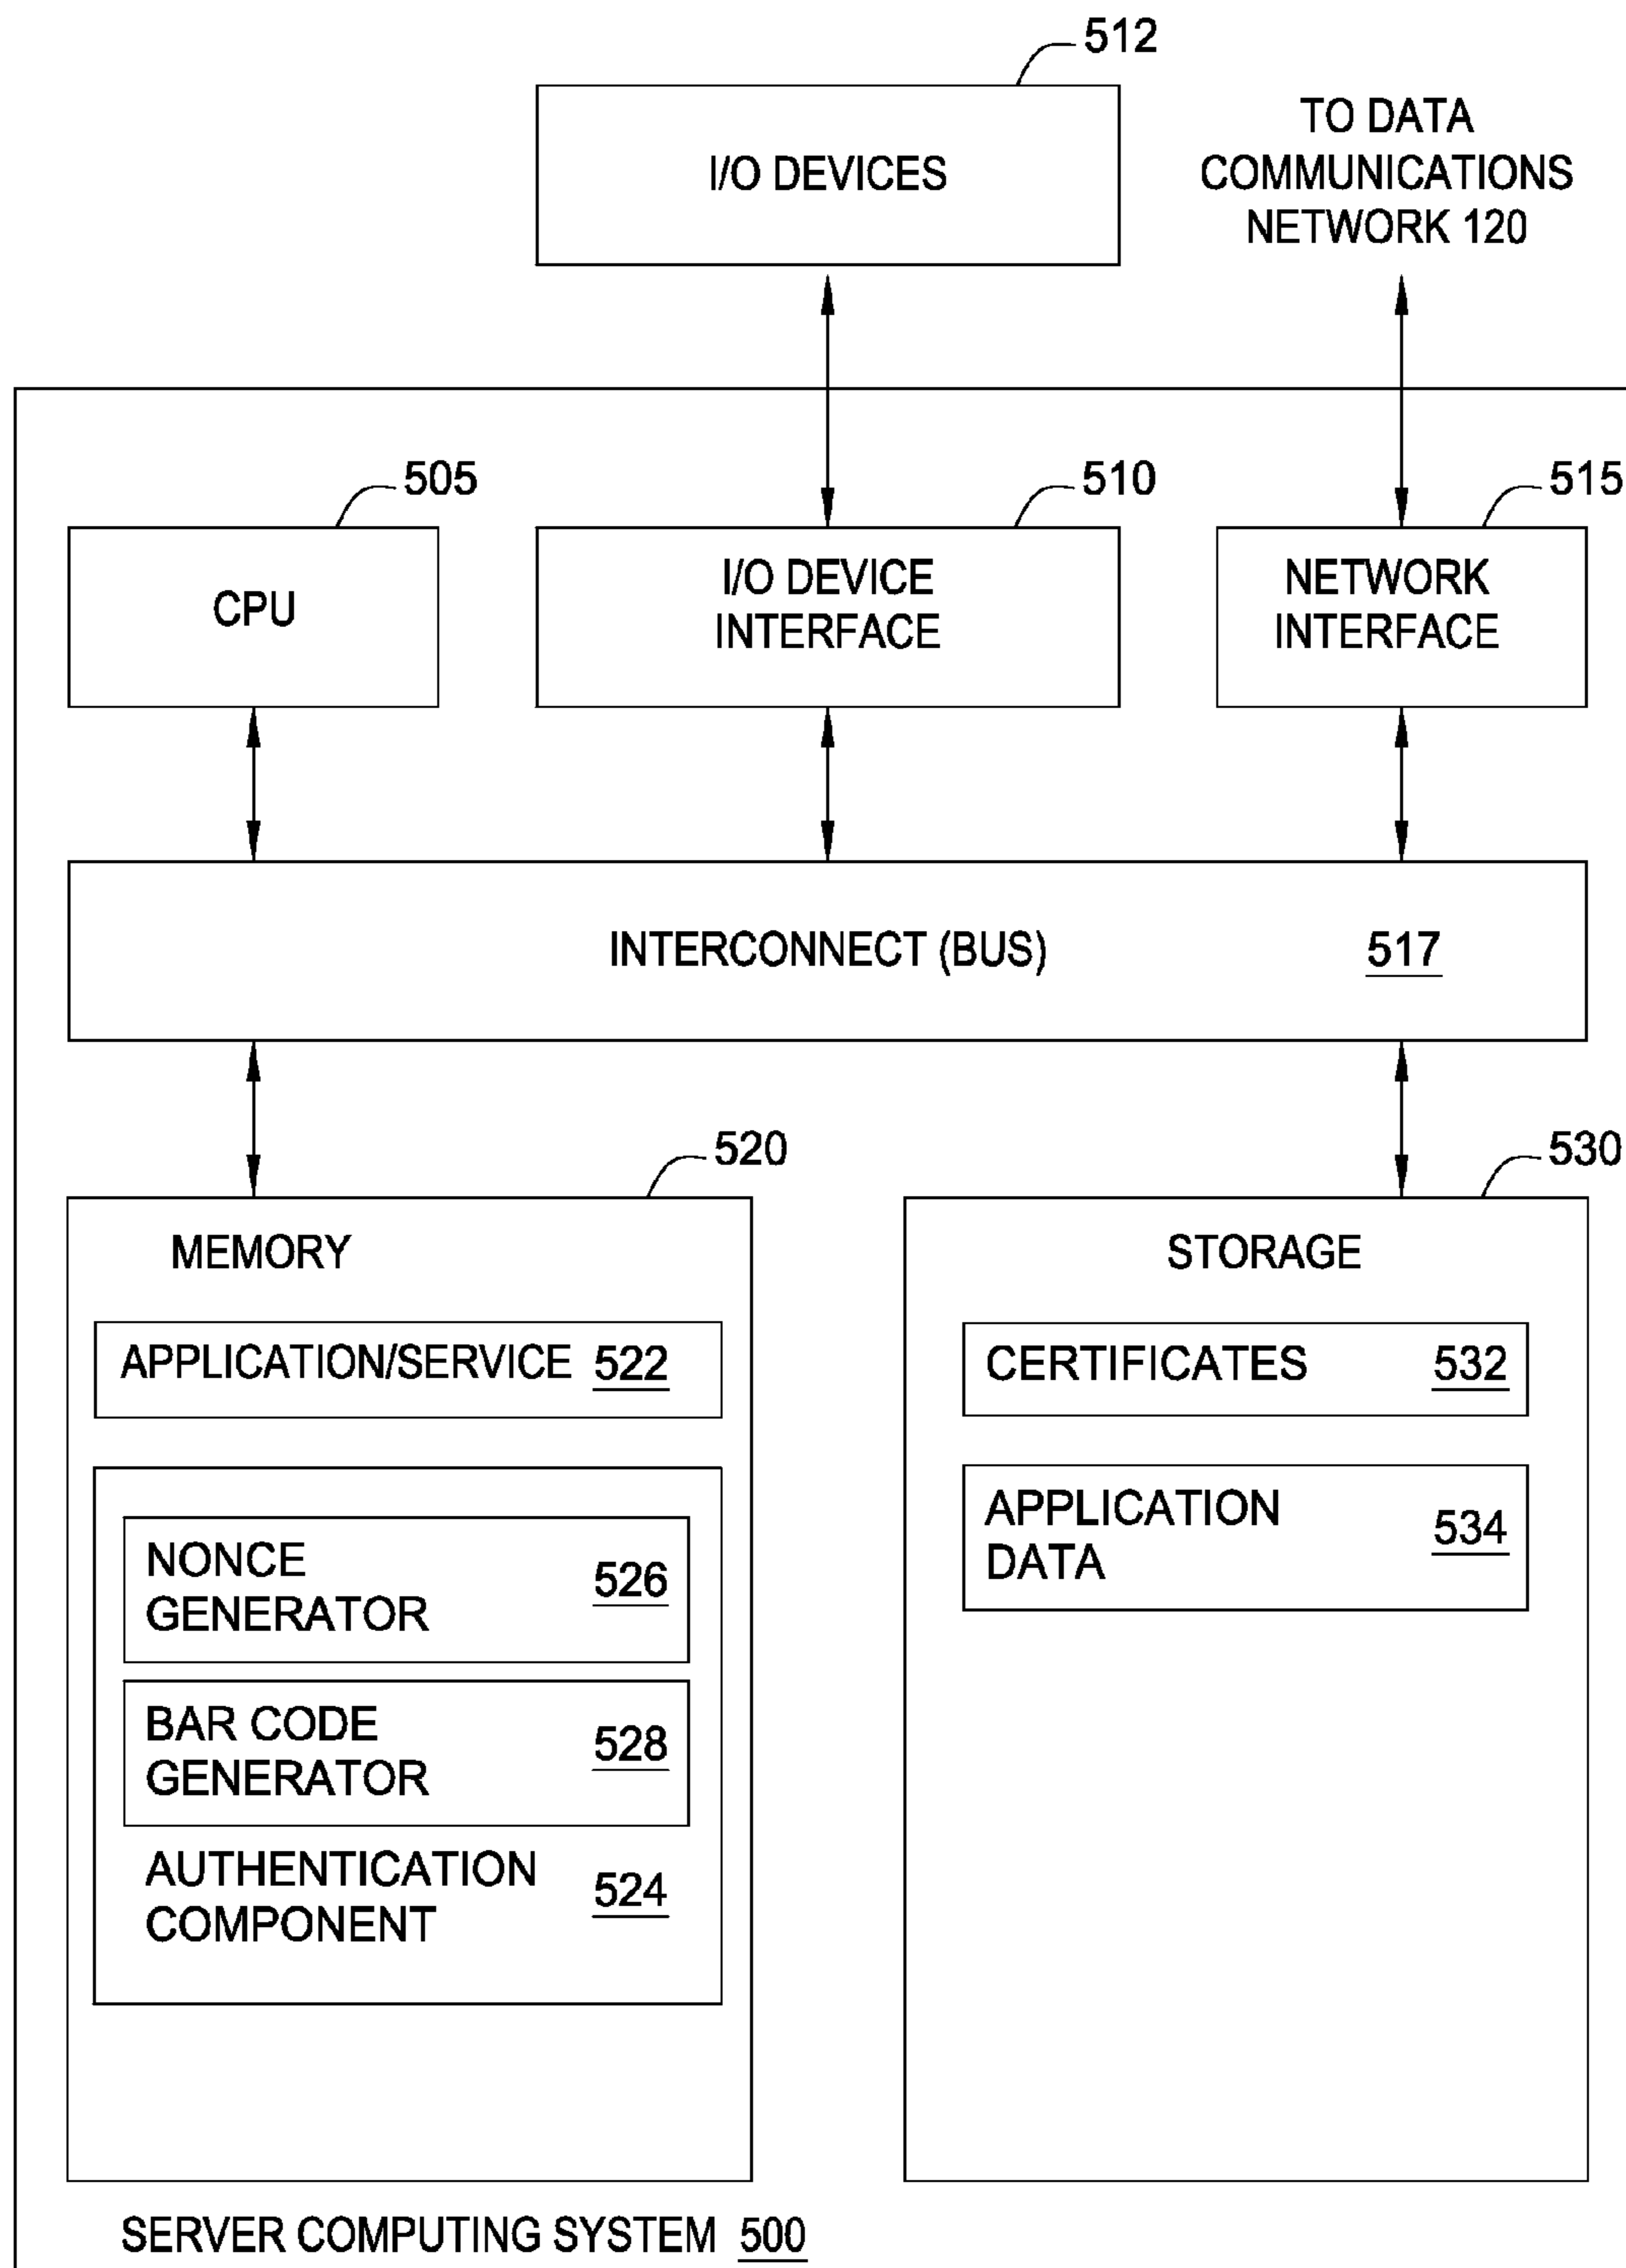 512
I/O DEVICES
TO DATA
COMMUNICATIONS
NETWORK 120
505
510
515
CPU
I/O DEVICE
INTERFACE
NETWORK
INTERFACE
INTERCONNECT (BUS) 517
520
530
MEMORY
APPLICATION/SERVICE 522
NONCE
GENERATOR 526
BAR CODE
GENERATOR 528
AUTHENTICATION
COMPONENT 524
STORAGE
CERTIFICATES 532
APPLICATION
DATA 534
SERVER COMPUTING SYSTEM 500